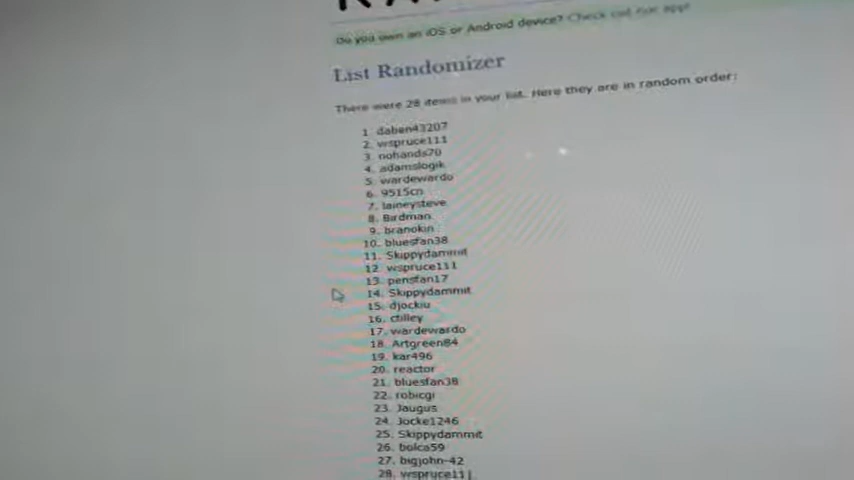 Do you own an iOS or Android device? Check out our app!
List Randomizer
There were 28 items in your list. Here they are in random order:
1. daben43207
2. wspruce111
3. nohands70
4. adamslogik
5. wardewardo
6. 9515cn
7. laineysteve
8. Birdman
9. branokin
10. bluesfan38
11. Skippydammit
12. wspruce111
13. pensfan17
14. Skippydammit
15. djockiu
16. ctilley
17. wardewardo
18. Artgreen84
19. kar496
20. reactor
21. bluesfan38
22. robicgi
23. Jaugus
24. Jocke1246
25. Skippydammit
26. bolca59
27. bigjohn-42
28. wspruce111